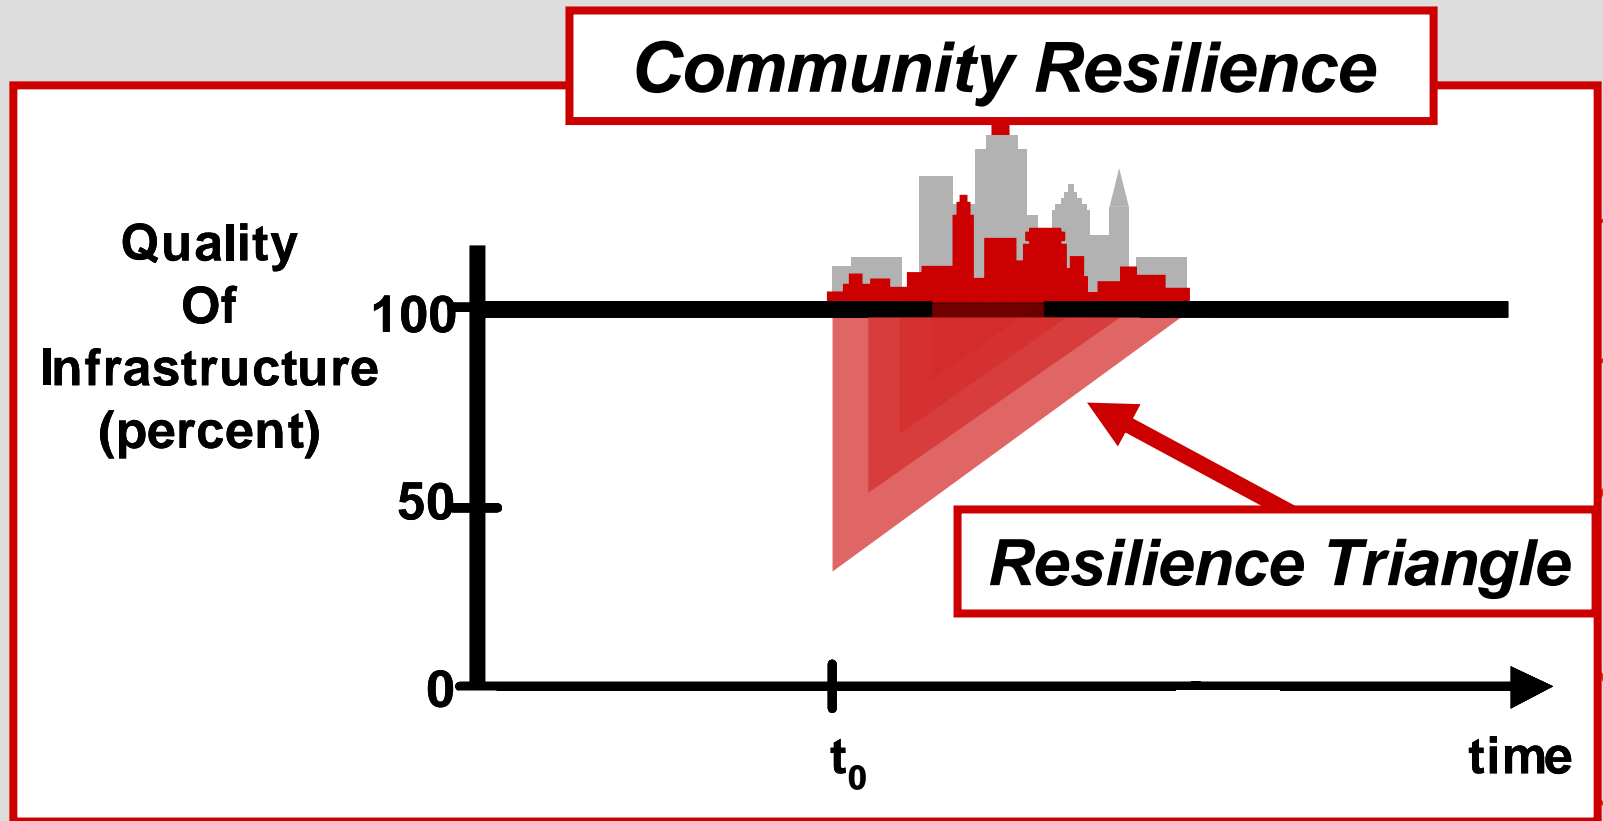 Community Resilience
Quality
Of
Infrastructure
(percent)
100
50
0
Resilience Triangle
t₀
time